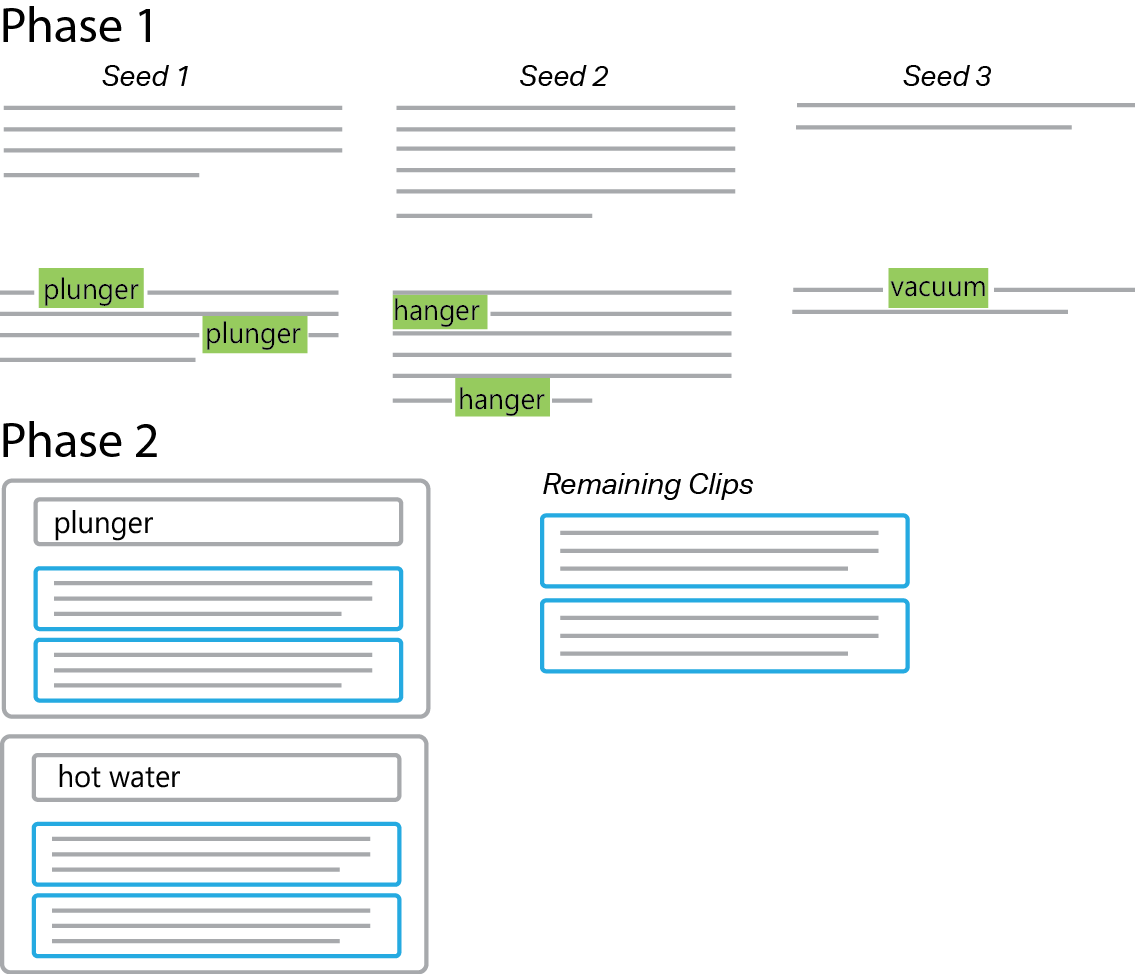 Phase 1
Seed 1
Seed 2
Seed 3
plunger
plunger
hanger
hanger
vacuum
Phase 2
plunger
hot water
Remaining Clips